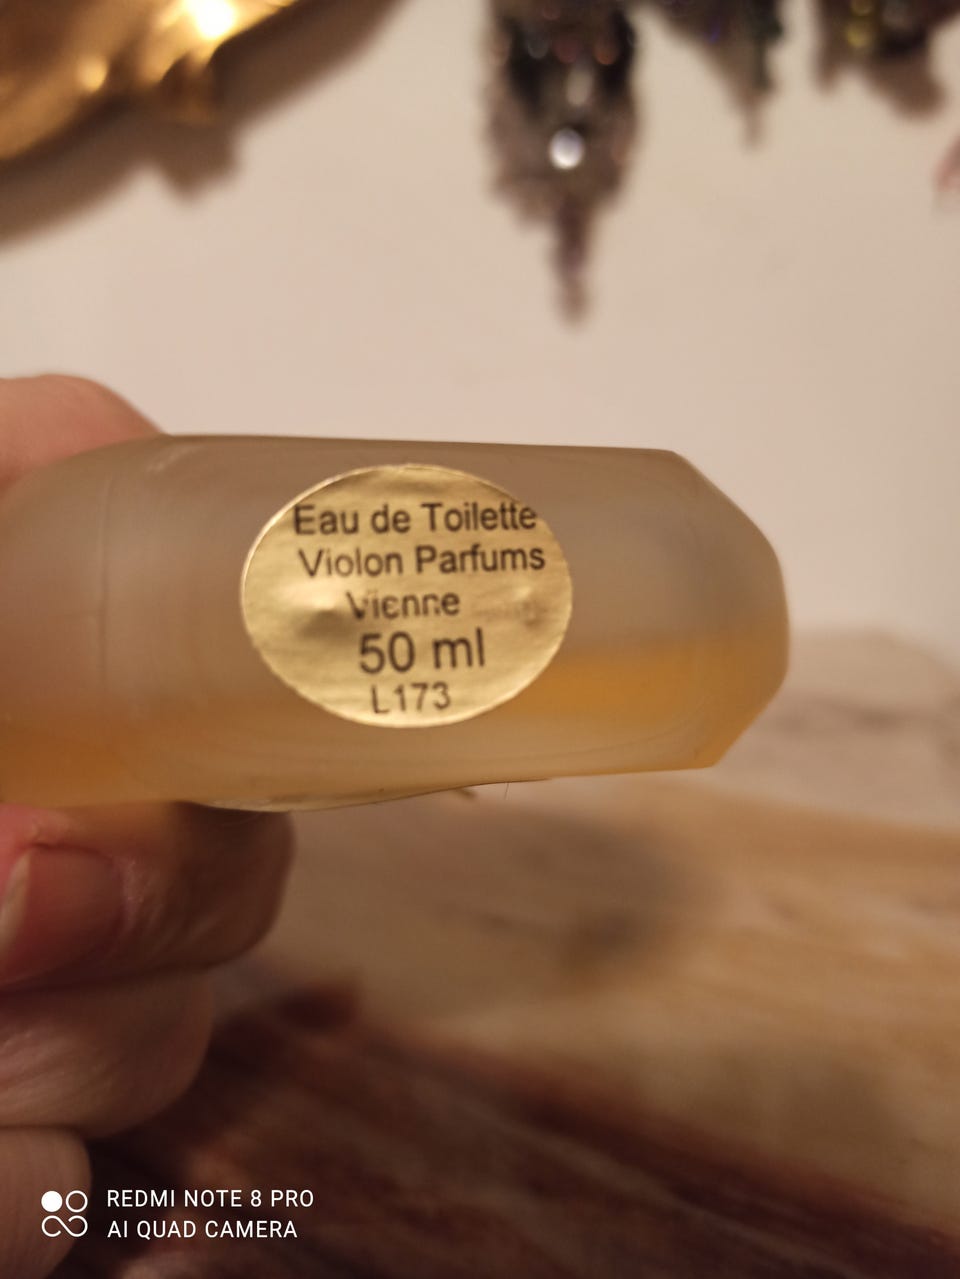 Eau de Toilette
Violon Parfums
Vienne
50 ml
L173
REDMI NOTE 8 PRO
AI QUAD CAMERA